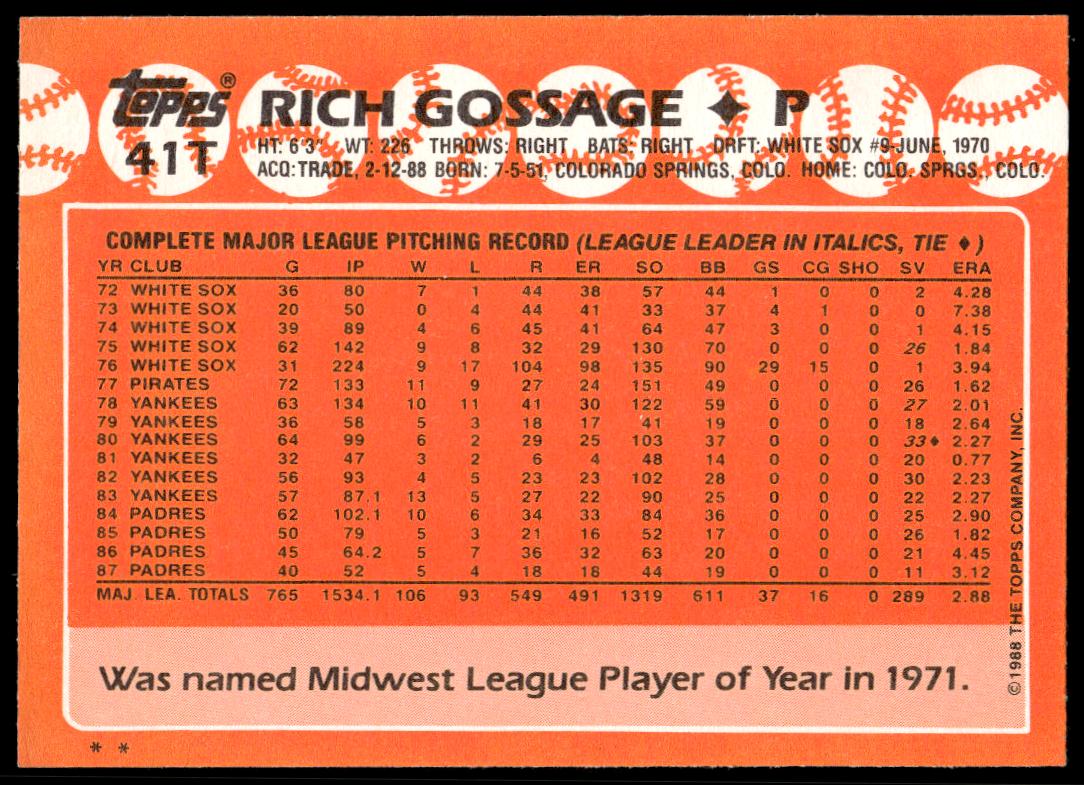 topps®
41T
RICH GOSSAGE ✦ P
HT: 6'3" WT: 226 THROWS: RIGHT BATS: RIGHT DRFT: WHITE SOX #9-JUNE, 1970
ACQ: TRADE, 2-12-88 BORN: 7-5-51, COLORADO SPRINGS, COLO. HOME: COLO. SPRGS., COLO.
COMPLETE MAJOR LEAGUE PITCHING RECORD (LEAGUE LEADER IN ITALICS, TIE ♦)
YR CLUB G IP W L R ER SO BB GS CG SHO SV ERA
72 WHITE SOX 36 80 7 1 44 38 57 44 1 0 0 2 4.28
73 WHITE SOX 20 50 0 4 44 41 33 37 4 1 0 0 7.38
74 WHITE SOX 39 89 4 6 45 41 64 47 3 0 0 1 4.15
75 WHITE SOX 62 142 9 8 32 29 130 70 0 0 0 26 1.84
76 WHITE SOX 31 224 9 17 104 98 135 90 29 15 0 1 3.94
77 PIRATES 72 133 11 9 27 24 151 49 0 0 0 26 1.62
78 YANKEES 63 134 10 11 41 30 122 59 0 0 0 27 2.01
79 YANKEES 36 58 5 3 18 17 41 19 0 0 0 18 2.64
80 YANKEES 64 99 6 2 29 25 103 37 0 0 0 33♦ 2.27
81 YANKEES 32 47 3 2 6 4 48 14 0 0 0 20 0.77
82 YANKEES 56 93 4 5 23 23 102 28 0 0 0 30 2.23
83 YANKEES 57 87.1 13 5 27 22 90 25 0 0 0 22 2.27
84 PADRES 62 102.1 10 6 34 33 84 36 0 0 0 25 2.90
85 PADRES 50 79 5 3 21 16 52 17 0 0 0 26 1.82
86 PADRES 45 64.2 5 7 36 32 63 20 0 0 0 21 4.45
87 PADRES 40 52 5 4 18 18 44 19 0 0 0 11 3.12
MAJ. LEA. TOTALS 765 1534.1 106 93 549 491 1319 611 37 16 0 289 2.88
Was named Midwest League Player of Year in 1971.
©1988 THE TOPPS COMPANY, INC.
* *